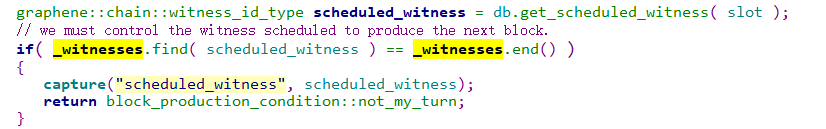 graphene::chain::witness_id_type scheduled_witness = db.get_scheduled_witness( slot );
// we must control the witness scheduled to produce the next block.
if( _witnesses.find( scheduled_witness ) == _witnesses.end() )
{
capture("scheduled_witness", scheduled_witness);
return block_production_condition::not_my_turn;
}